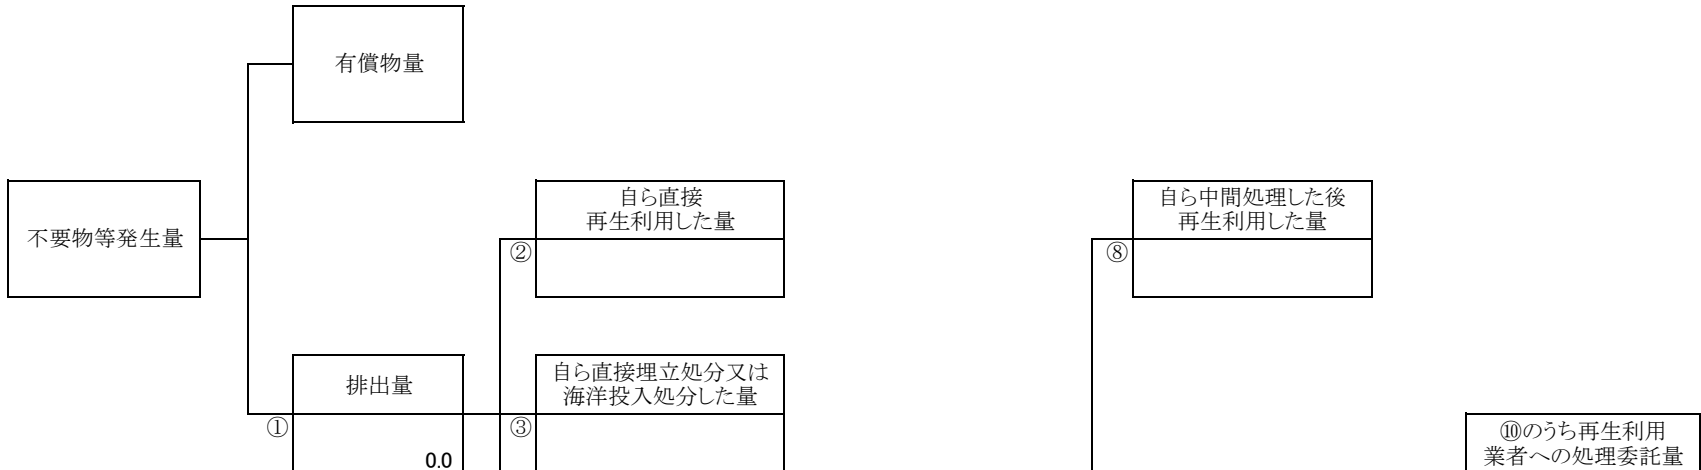 有償物量
不要物等発生量
自ら直接
再生利用した量
②
自ら中間処理した後
再生利用した量
⑧
排出量
①
0.0
自ら直接埋立処分又は
海洋投入処分した量
③
⑩のうち再生利用
業者への処理委託量